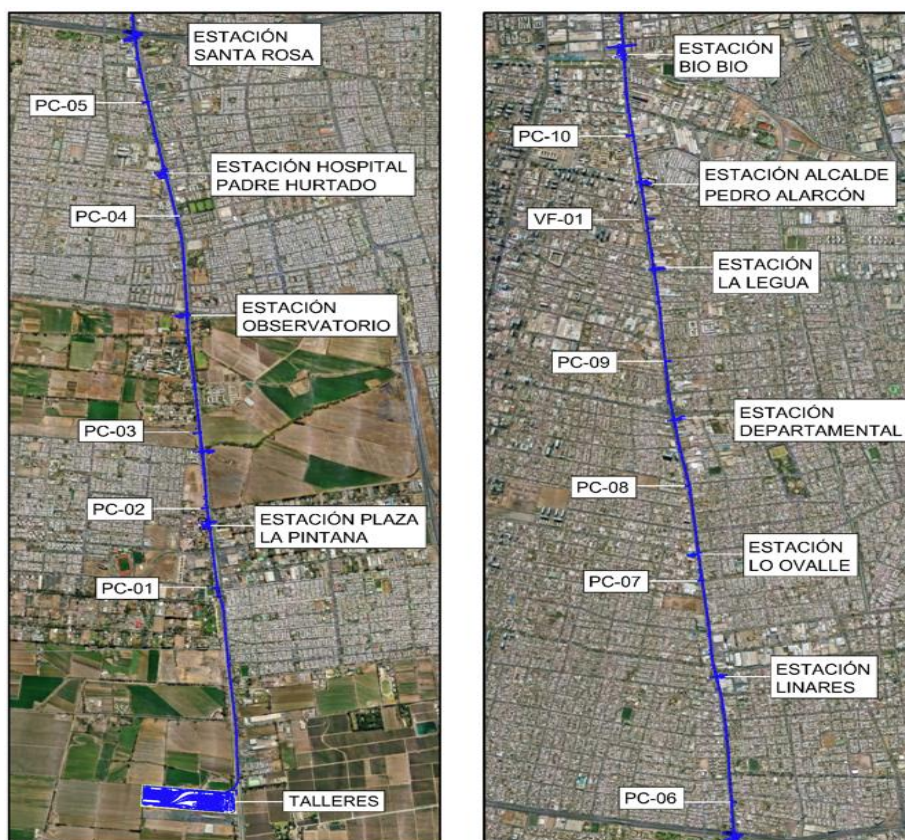 ESTACIÓN
SANTA ROSA
PC-05
ESTACIÓN HOSPITAL
PADRE HURTADO
PC-04
ESTACIÓN
OBSERVATORIO
PC-03
PC-02
ESTACIÓN PLAZA
LA PINTANA
PC-01
TALLERES
ESTACIÓN
BIO BIO
PC-10
ESTACIÓN ALCALDE
PEDRO ALARCÓN
VF-01
ESTACIÓN
LA LEGUA
PC-09
ESTACIÓN
DEPARTAMENTAL
PC-08
ESTACIÓN
LO OVALLE
PC-07
ESTACIÓN
LINARES
PC-06